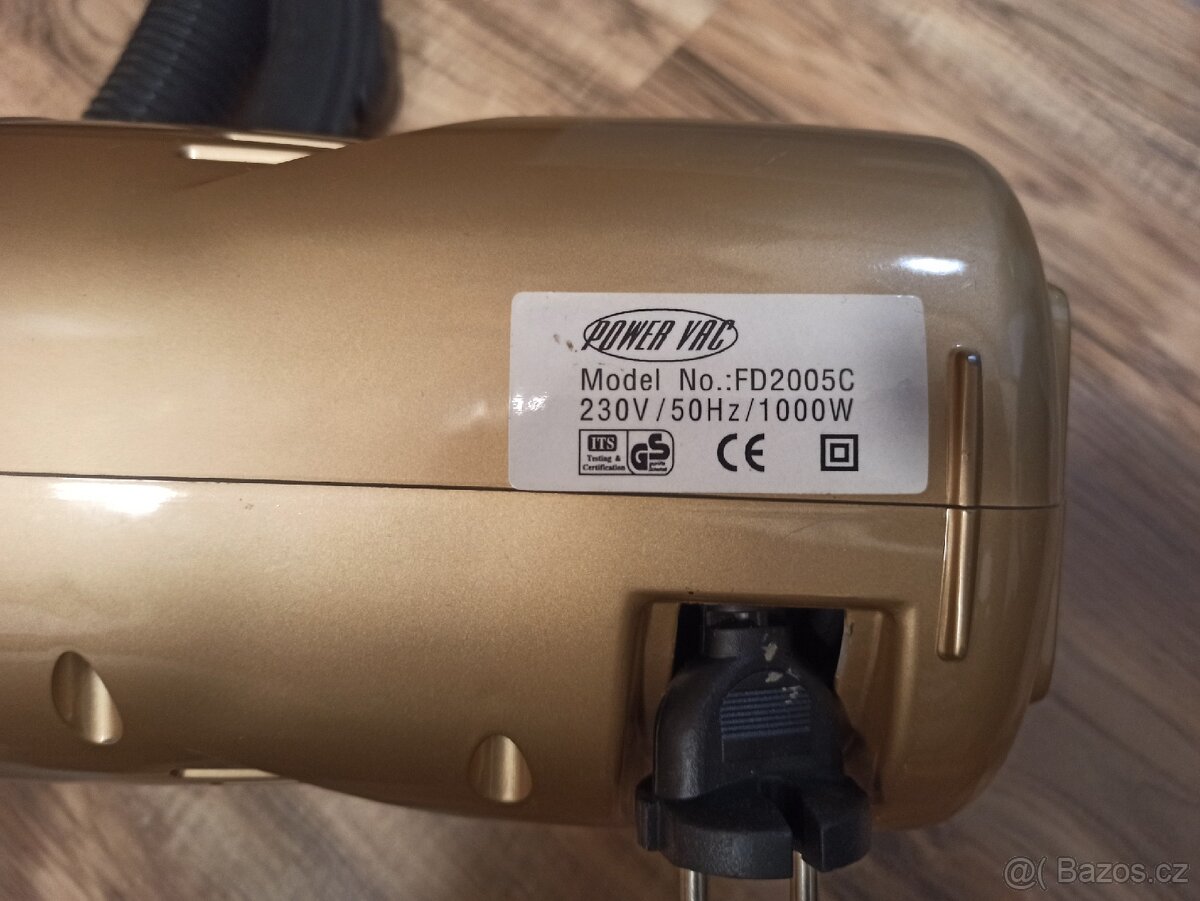 POWER VAC
Model No.:FD2005C
230V/50Hz/1000W
ITS
Testing &
Certification
GS
CE
@( Bazos.cz